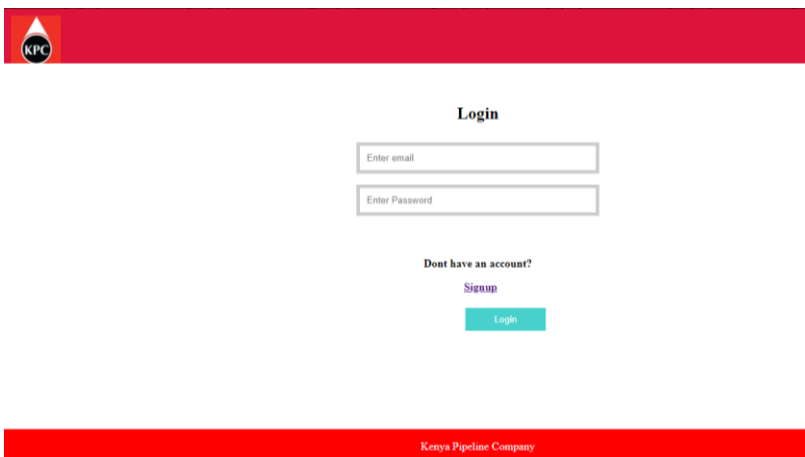 KPC
Login
Enter email
Enter Password
Dont have an account?
Signup
Login
Kenya Pipeline Company